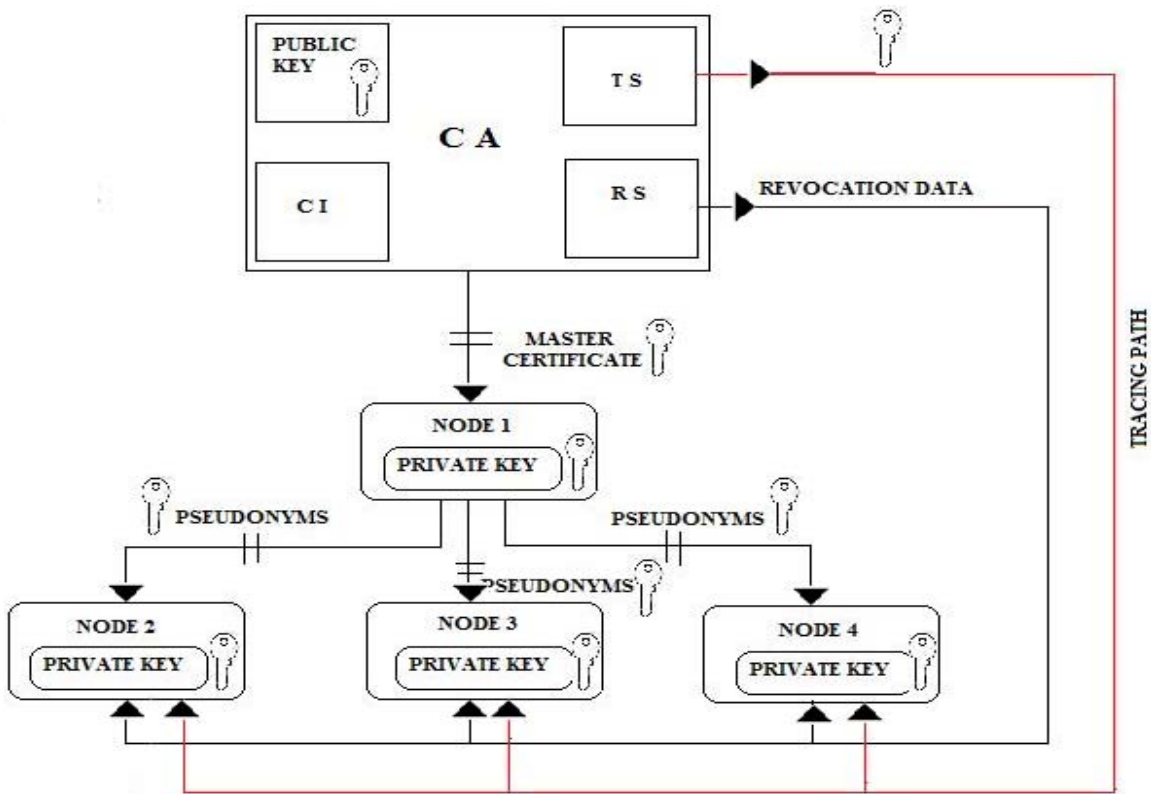 PUBLIC
KEY
T S
C A
C I
R S
REVOCATION DATA
TRACING PATH
MASTER
CERTIFICATE
NODE 1
PRIVATE KEY
PSEUDONYMS
PSEUDONYMS
PSEUDONYMS
NODE 2
PRIVATE KEY
NODE 3
PRIVATE KEY
NODE 4
PRIVATE KEY